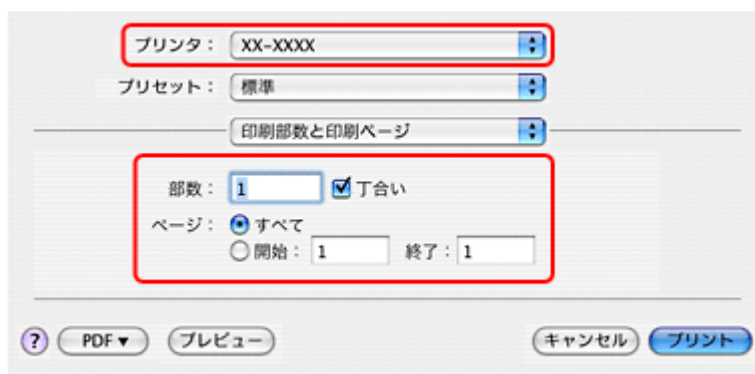 プリンタ： XX-XXXX
プリセット： 標準
印刷部数と印刷ページ
部数： 1 丁合い
ページ： すべて
開始： 1 終了： 1
? PDF▼ プレビュー キャンセル プリント